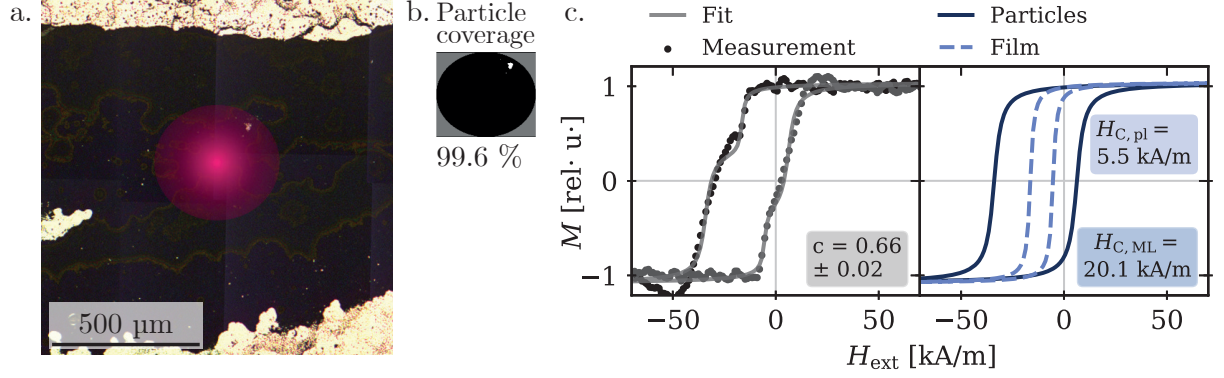 a.
500 µm
b. Particle
coverage
99.6 %
c.
Fit
Measurement
Particles
Film
M [rel· u·]
1
0
−1
c = 0.66
± 0.02
H_C, pl =
5.5 kA/m
H_C, ML =
20.1 kA/m
−50 0 50 −50 0 50
H_ext [kA/m]